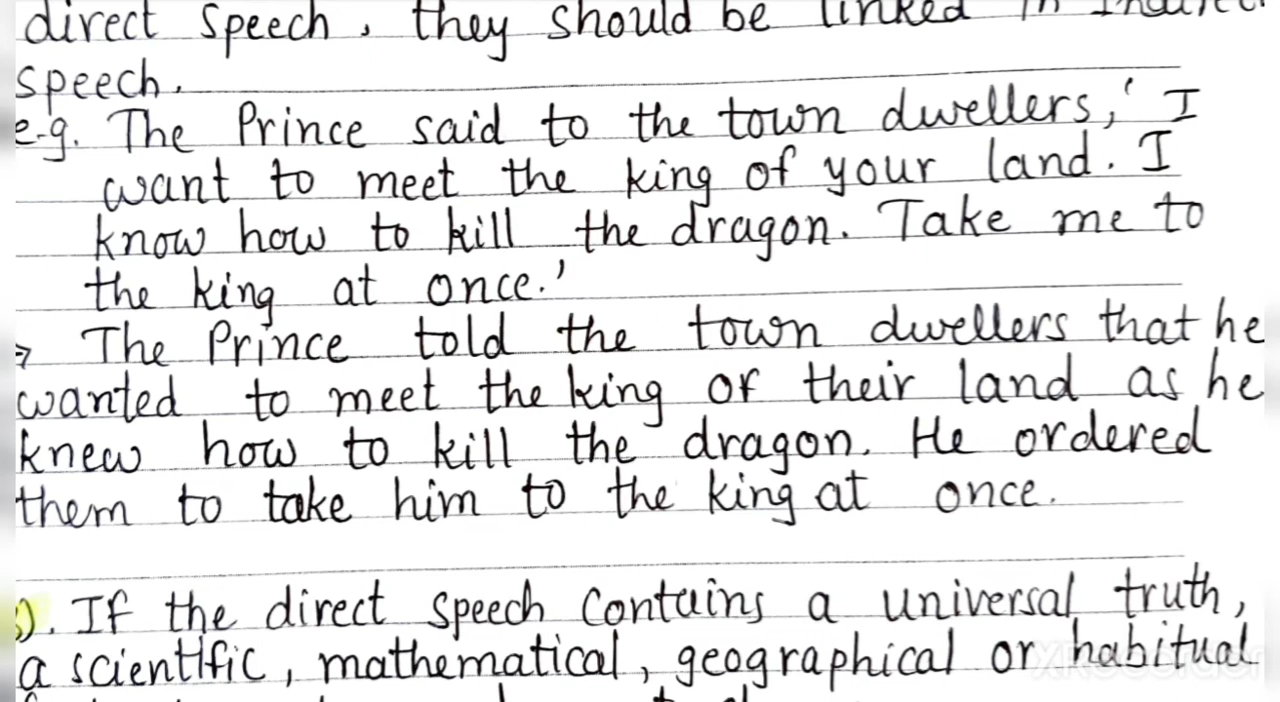 direct speech, they should be linked in Indirect
speech.
e.g. The Prince said to the town dwellers, ' I
want to meet the king of your land. I
know how to kill the dragon. Take me to
the king at once.'
⇒ The Prince told the town dwellers that he
wanted to meet the king of their land as he
knew how to kill the dragon. He ordered
them to take him to the king at once.
). If the direct speech contains a universal truth,
a scientific, mathematical, geographical or habitual
XRecorder